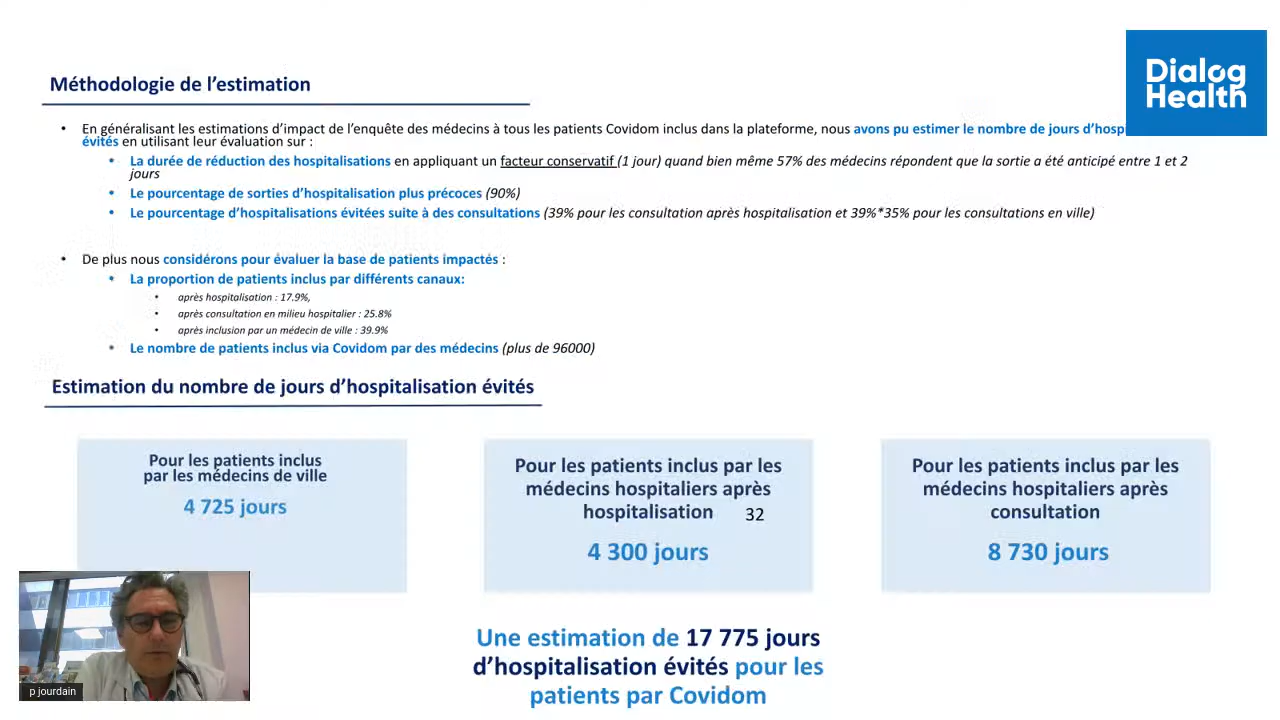 Dialog
Health
Méthodologie de l’estimation
• En généralisant les estimations d’impact de l’enquête des médecins à tous les patients Covidom inclus dans la plateforme, nous avons pu estimer le nombre de jours
évités en utilisant leur évaluation sur :
• La durée de réduction des hospitalisations en appliquant un facteur conservatif (1 jour) quand bien même 57% des médecins répondent que la sortie a été anticipé entre 1 et 2
jours
• Le pourcentage de sorties d’hospitalisation plus précoces (90%)
• Le pourcentage d’hospitalisations évitées suite à des consultations (39% pour les consultation après hospitalisation et 39%*35% pour les consultations en ville)
• De plus nous considérons pour évaluer la base de patients impactés :
• La proportion de patients inclus par différents canaux:
• après hospitalisation : 17.9%,
• après consultation en milieu hospitalier : 25.8%
• après inclusion par un médecin de ville : 39.9%
• Le nombre de patients inclus via Covidom par des médecins (plus de 96000)
Estimation du nombre de jours d’hospitalisation évités
Pour les patients inclus
par les médecins de ville
4 725 jours
Pour les patients inclus par les
médecins hospitaliers après
hospitalisation
32
4 300 jours
Pour les patients inclus par les
médecins hospitaliers après
consultation
8 730 jours
Une estimation de 17 775 jours
d’hospitalisation évités pour les
patients par Covidom
p jourdain